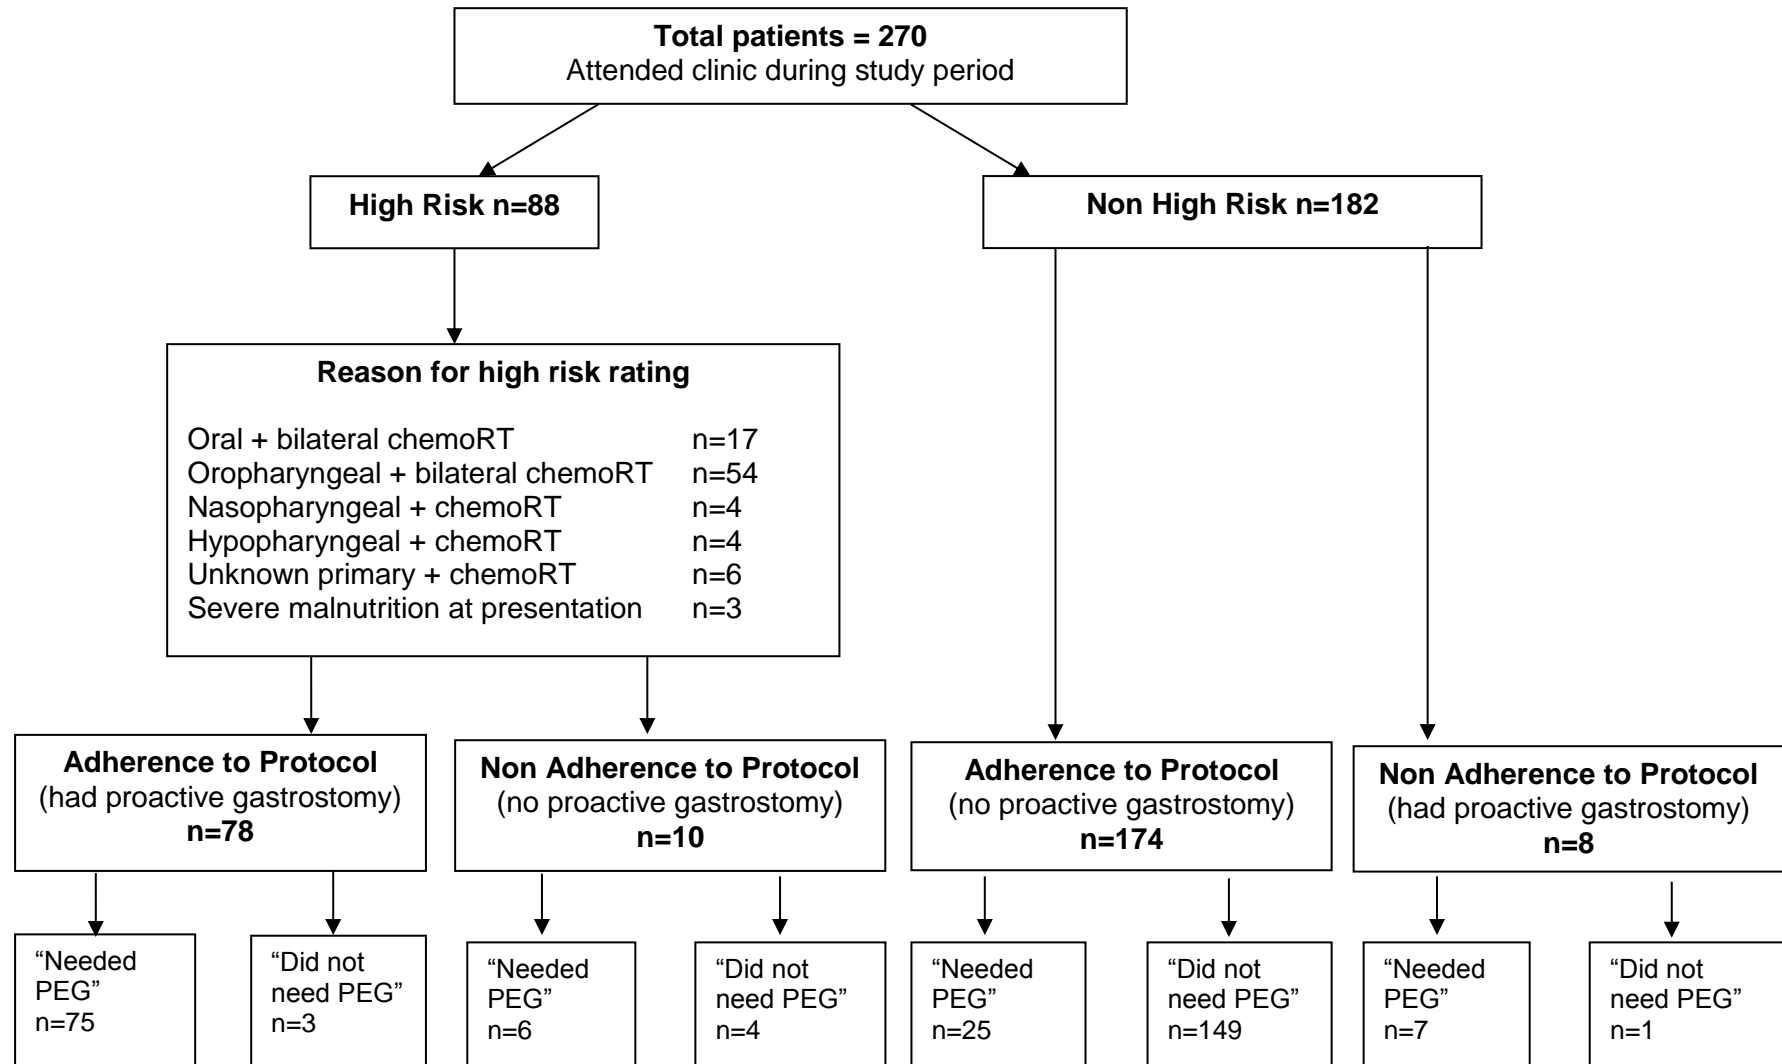 Total patients = 270
Attended clinic during study period
High Risk n=88
Non High Risk n=182
Reason for high risk rating
Oral + bilateral chemoRT n=17
Oropharyngeal + bilateral chemoRT n=54
Nasopharyngeal + chemoRT n=4
Hypopharyngeal + chemoRT n=4
Unknown primary + chemoRT n=6
Severe malnutrition at presentation n=3
Adherence to Protocol
(had proactive gastrostomy)
n=78
Non Adherence to Protocol
(no proactive gastrostomy)
n=10
Adherence to Protocol
(no proactive gastrostomy)
n=174
Non Adherence to Protocol
(had proactive gastrostomy)
n=8
“Needed
PEG”
n=75
“Did not
need PEG”
n=3
“Needed
PEG”
n=6
“Did not
need PEG”
n=4
“Needed
PEG”
n=25
“Did not
need PEG”
n=149
“Needed
PEG”
n=7
“Did not
need PEG”
n=1